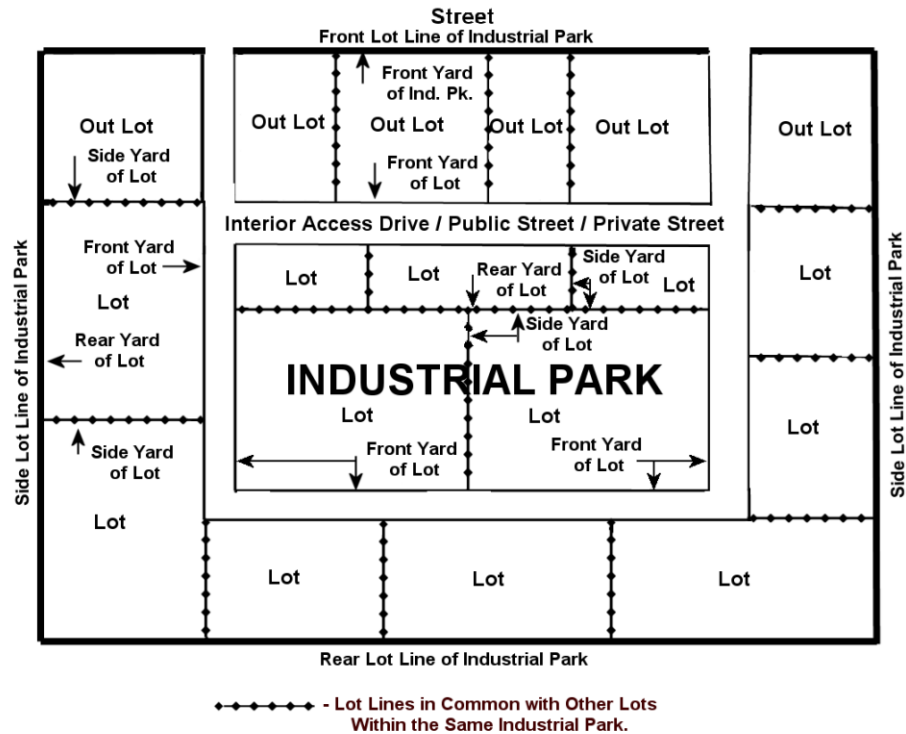 Street
Front Lot Line of Industrial Park
Front Yard
of Ind. Pk.
Out Lot
Out Lot
Out Lot
Out Lot
Out Lot
Out Lot
Side Yard
of Lot
Front Yard
of Lot
Interior Access Drive / Public Street / Private Street
Front Yard
of Lot
Lot
Rear Yard
of Lot
Side Yard
of Lot
Lot
Lot
Rear Yard
of Lot
Side Yard
of Lot
Lot
Lot
INDUSTRIAL PARK
Lot
Lot
Side Yard
of Lot
Front Yard
of Lot
Front Yard
of Lot
Lot
Lot
Lot
Lot
Lot
Side Lot Line of Industrial Park
Side Lot Line of Industrial Park
Rear Lot Line of Industrial Park
- Lot Lines in Common with Other Lots
Within the Same Industrial Park.